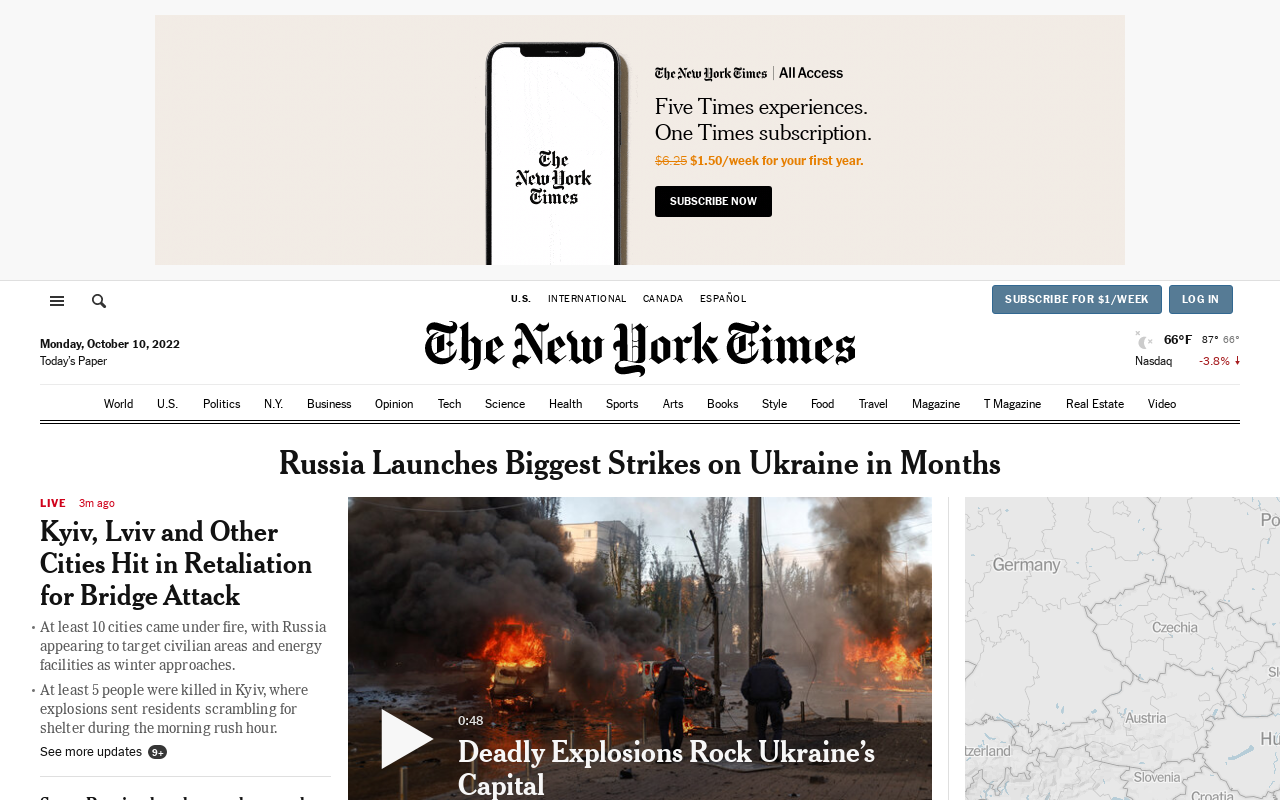 The New York Times
The New York Times | All Access
Five Times experiences.
One Times subscription.
$6.25 $1.50/week for your first year.
SUBSCRIBE NOW
U.S. INTERNATIONAL CANADA ESPAÑOL
SUBSCRIBE FOR $1/WEEK LOG IN
The New York Times
Monday, October 10, 2022
Today's Paper
66°F 87° 66°
Nasdaq -3.8% ↓
World U.S. Politics N.Y. Business Opinion Tech Science Health Sports Arts Books Style Food Travel Magazine T Magazine Real Estate Video
Russia Launches Biggest Strikes on Ukraine in Months
LIVE 3m ago
Kyiv, Lviv and Other
Cities Hit in Retaliation
for Bridge Attack
• At least 10 cities came under fire, with Russia
appearing to target civilian areas and energy
facilities as winter approaches.
• At least 5 people were killed in Kyiv, where
explosions sent residents scrambling for
shelter during the morning rush hour.
See more updates 9+
0:48
Deadly Explosions Rock Ukraine's
Capital
Po
Germany
Czechia
Austria
zerland
Hu
Slovenia
Croatia